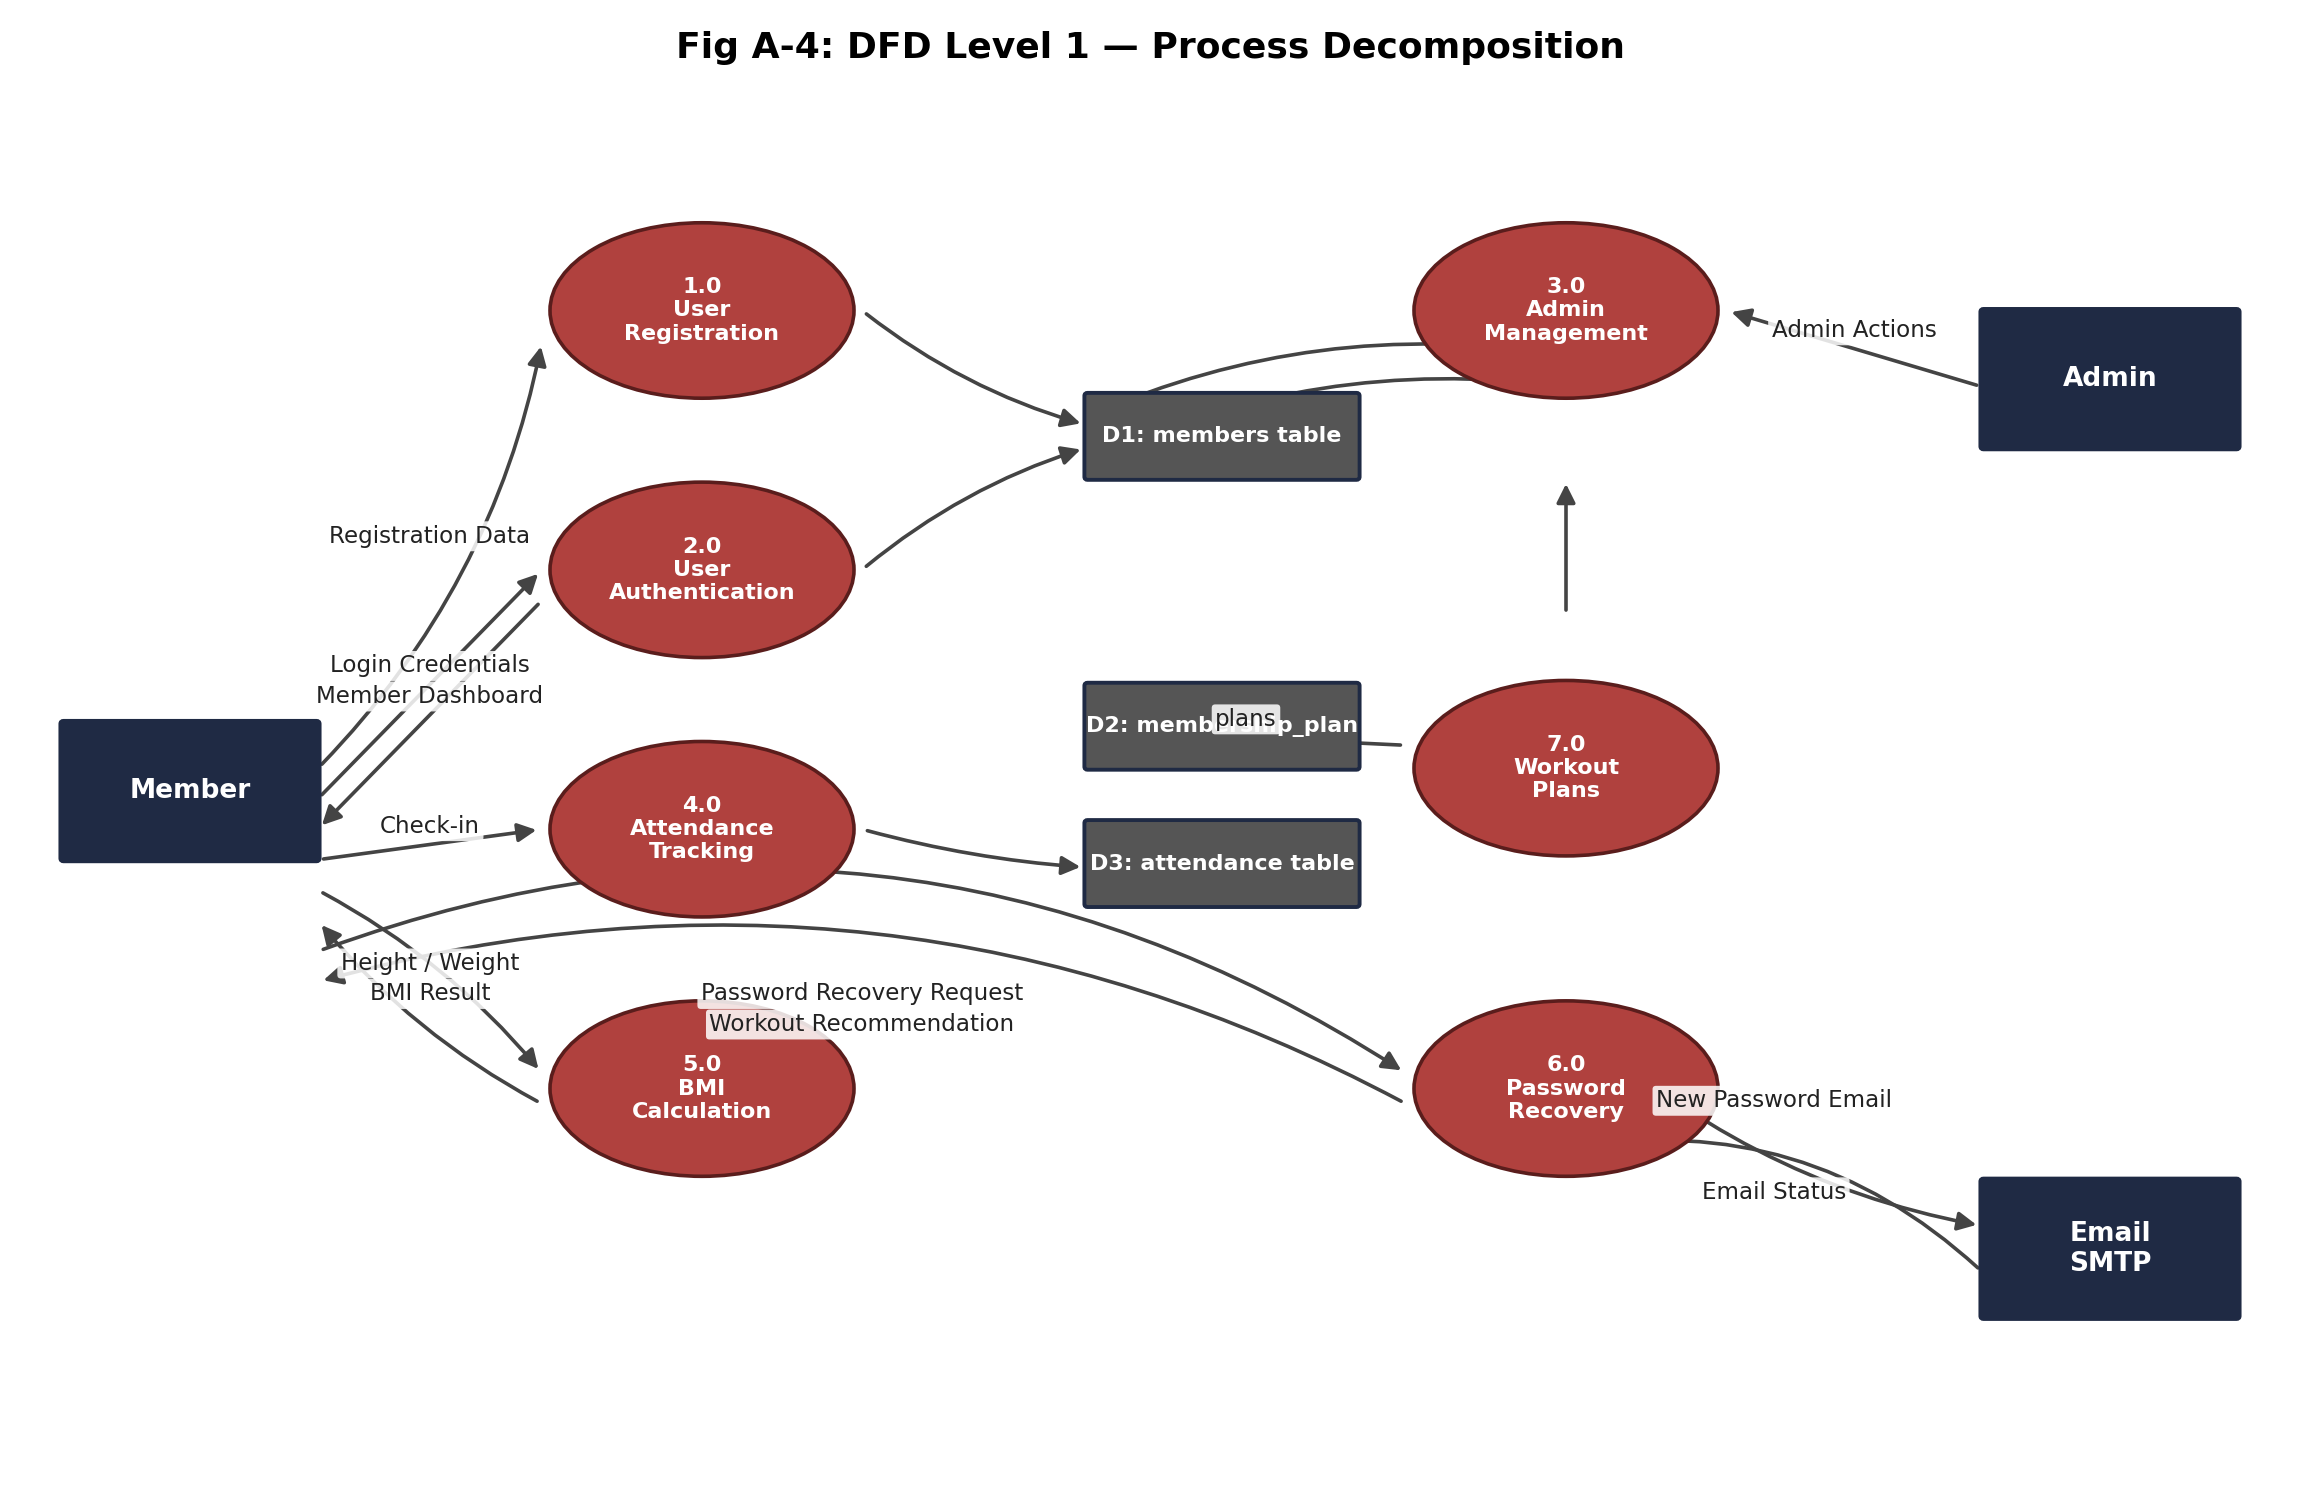 Fig A-4: DFD Level 1 — Process Decomposition
1.0
User
Registration
3.0
Admin
Management
Admin Actions
Admin
D1: members table
Registration Data
2.0
User
Authentication
Login Credentials
Member Dashboard
Member
D2: membership_plan
plans
7.0
Workout
Plans
Check-in
4.0
Attendance
Tracking
D3: attendance table
Height / Weight
BMI Result
Password Recovery Request
Workout Recommendation
5.0
BMI
Calculation
6.0
Password
Recovery
New Password Email
Email Status
Email
SMTP